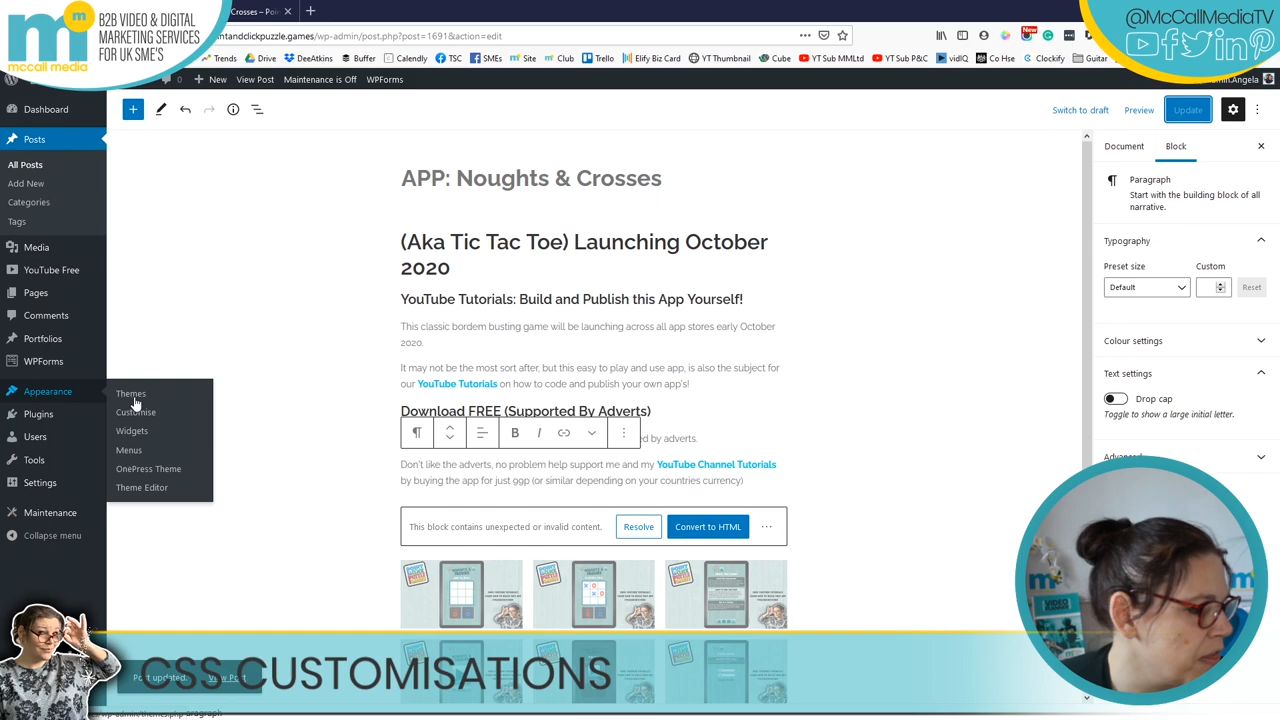 mccall media
m
B2B VIDEO & DIGITAL
MARKETING SERVICES
FOR UK SME'S
Crosses – Po
intandclickpuzzle.games/wp-admin/post.php?post=1691&action=edit
Trends
Drive
DeeAtkins
Buffer
Calendly
TSC
SMEs
Site
Club
Trello
Elify Biz Card
YT Thumbnail
Cube
YT Sub MMLtd
YT Sub P&C
vidIQ
Co Hse
Clockify
Guitar
New
@McCallMediaTV
0
New
View Post
Maintenance is Off
WPForms
Angela
Dashboard
Posts
All Posts
Add New
Categories
Tags
Media
YouTube Free
Pages
Comments
Portfolios
WPForms
Appearance
Plugins
Users
Tools
Settings
Maintenance
Collapse menu
Themes
Customise
Widgets
Menus
OnePress Theme
Theme Editor
Switch to draft
Preview
Update
APP: Noughts & Crosses
(Aka Tic Tac Toe) Launching October
2020
YouTube Tutorials: Build and Publish this App Yourself!
This classic bordem busting game will be launching across all app stores early October
2020.
It may not be the most sort after, but this easy to play and use app, is also the subject for
our YouTube Tutorials on how to code and publish your own app's!
Download FREE (Supported By Adverts)
B
I
ed by adverts.
Don't like the adverts, no problem help support me and my YouTube Channel Tutorials
by buying the app for just 99p (or similar depending on your countries currency)
This block contains unexpected or invalid content.
Resolve
Convert to HTML
Document
Block
Paragraph
Start with the building block of all
narrative.
Typography
Preset size
Custom
Default
Reset
Colour settings
Text settings
Drop cap
Toggle to show a large initial letter.
Advanced
CSS CUSTOMISATIONS
Post updated.
View Post